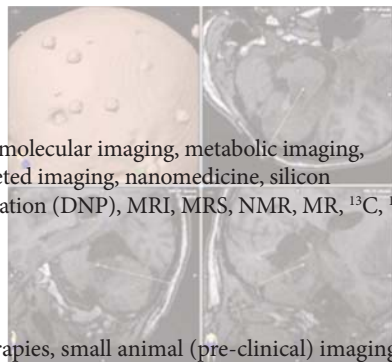 molecular imaging, metabolic imaging,
eted imaging, nanomedicine, silicon
ation (DNP), MRI, MRS, NMR, MR, ¹³C, ¹
rapies, small animal (pre-clinical) imaging